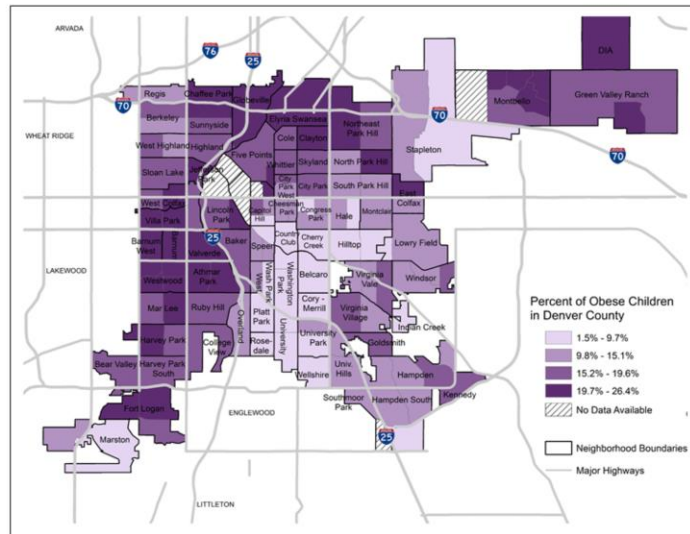 ARVADA
76
25
DIA
Regis
Chaffee Park
Globeville
Montbello
Green Valley Ranch
70
Berkeley
Sunnyside
Elyria Swansea
Northeast
Park Hill
70
WHEAT RIDGE
West Highland
Highland
Cole
Clayton
Stapleton
Five Points
70
Sloan Lake
Jefferson
Park
Whittier
Skyland
North Park Hill
City Park
West
City Park
South Park Hill
East
Colfax
West Colfax
Lincoln
Park
Capitol
Hill
Cheesman
Park
Congress
Park
Hale
Montclair
Villa Park
25
Barnum
West
Barnum
Valverde
Baker
Speer
Country
Club
Cherry
Creek
Hilltop
Lowry Field
LAKEWOOD
Westwood
Athmar
Park
Wash Park
West
Washington
Park
Belcaro
Virginia
Vale
Windsor
Mar Lee
Ruby Hill
Overland
Platt
Park
University
Cory -
Merrill
Virginia
Village
Indian Creek
Harvey Park
College
View
Rose-
dale
University
Park
Goldsmith
Bear Valley
Harvey Park
South
Wellshire
Univ
Hills
Hampden
Kennedy
Fort Logan
ENGLEWOOD
Southmoor
Park
Hampden South
Marston
25
LITTLETON
Percent of Obese Children
in Denver County
1.5% - 9.7%
9.8% - 15.1%
15.2% - 19.6%
19.7% - 26.4%
No Data Available
Neighborhood Boundaries
Major Highways